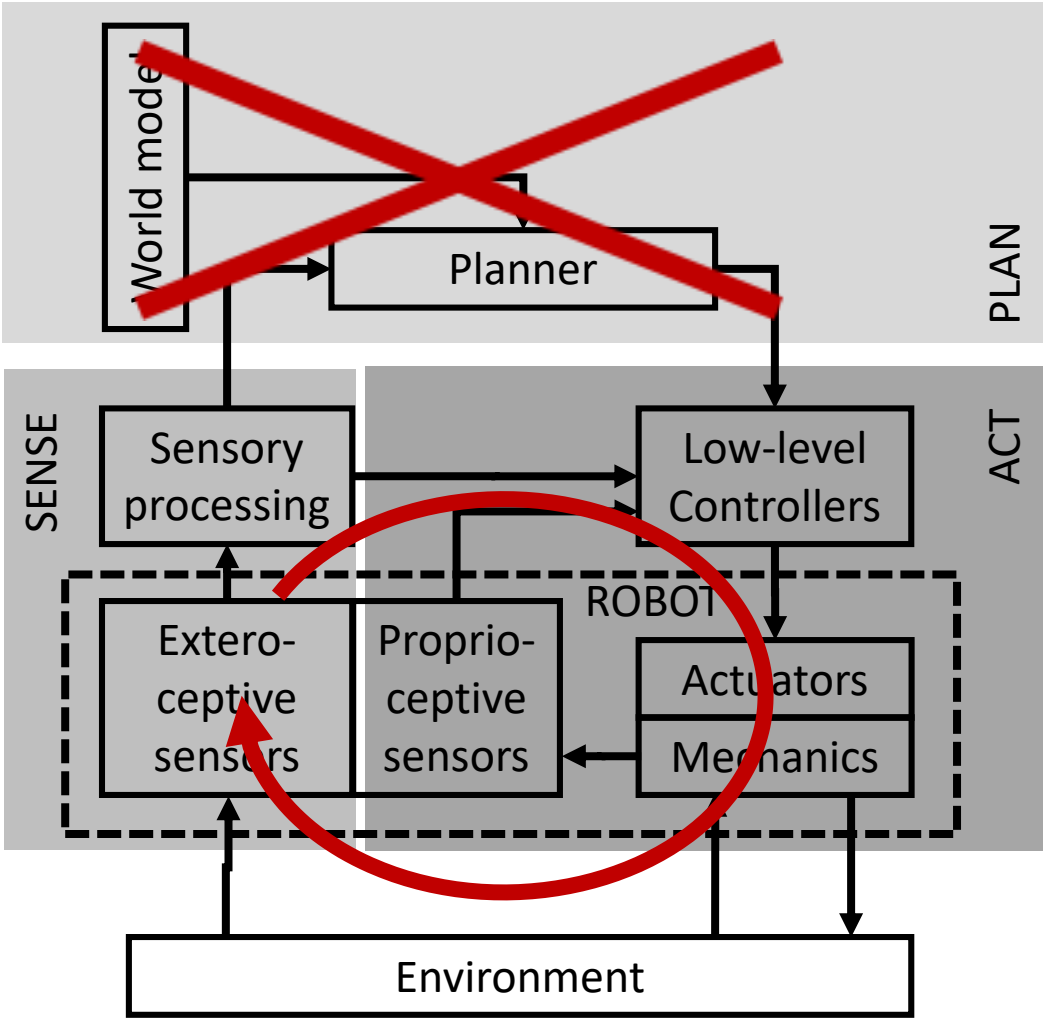 World model
Planner
PLAN
SENSE
Sensory
processing
Low-level
Controllers
ACT
ROBOT
Extero-
ceptive
sensors
Proprio-
ceptive
sensors
Actuators
Mechanics
Environment